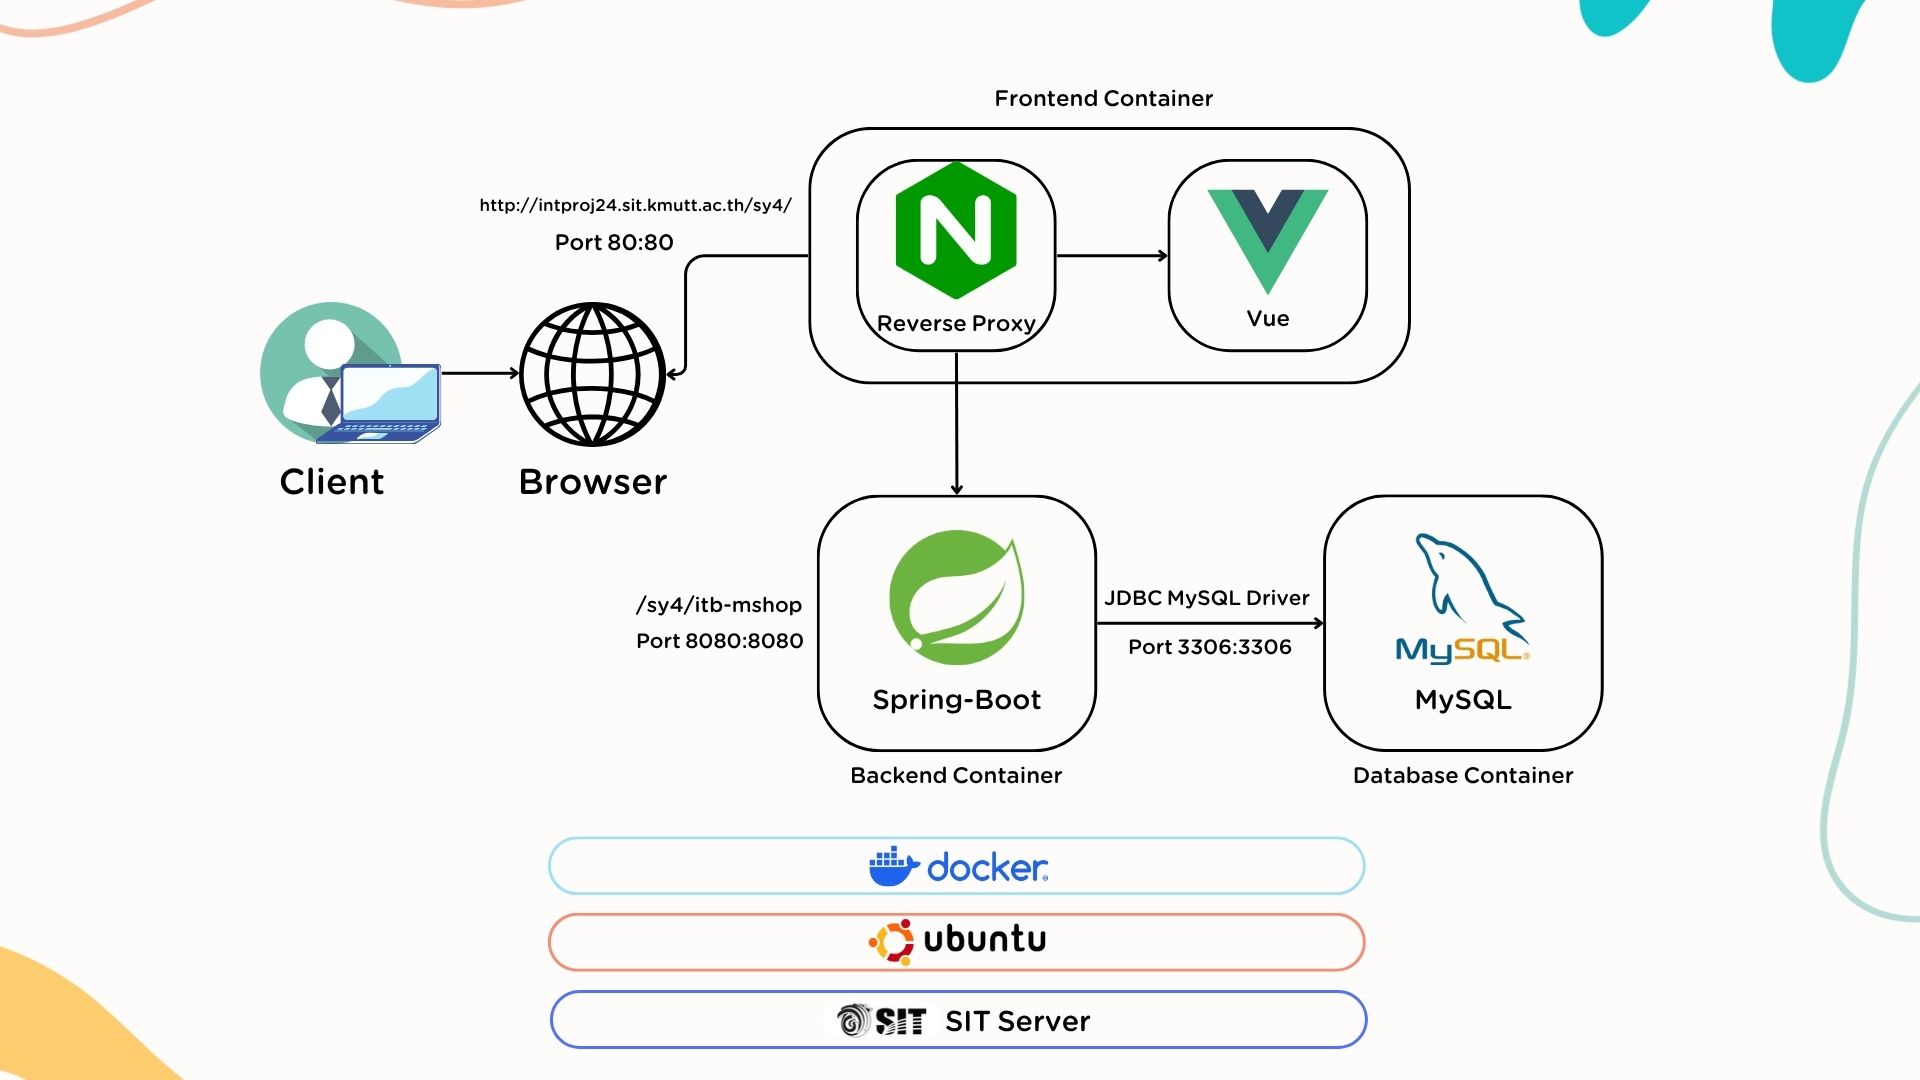 Frontend Container
http://intproj24.sit.kmutt.ac.th/sy4/
Port 80:80
N
Reverse Proxy
Vue
Client
Browser
/sy4/itb-mshop
Port 8080:8080
Spring-Boot
Backend Container
JDBC MySQL Driver
Port 3306:3306
MySQL®
MySQL
Database Container
docker
ubuntu
SIT SIT Server